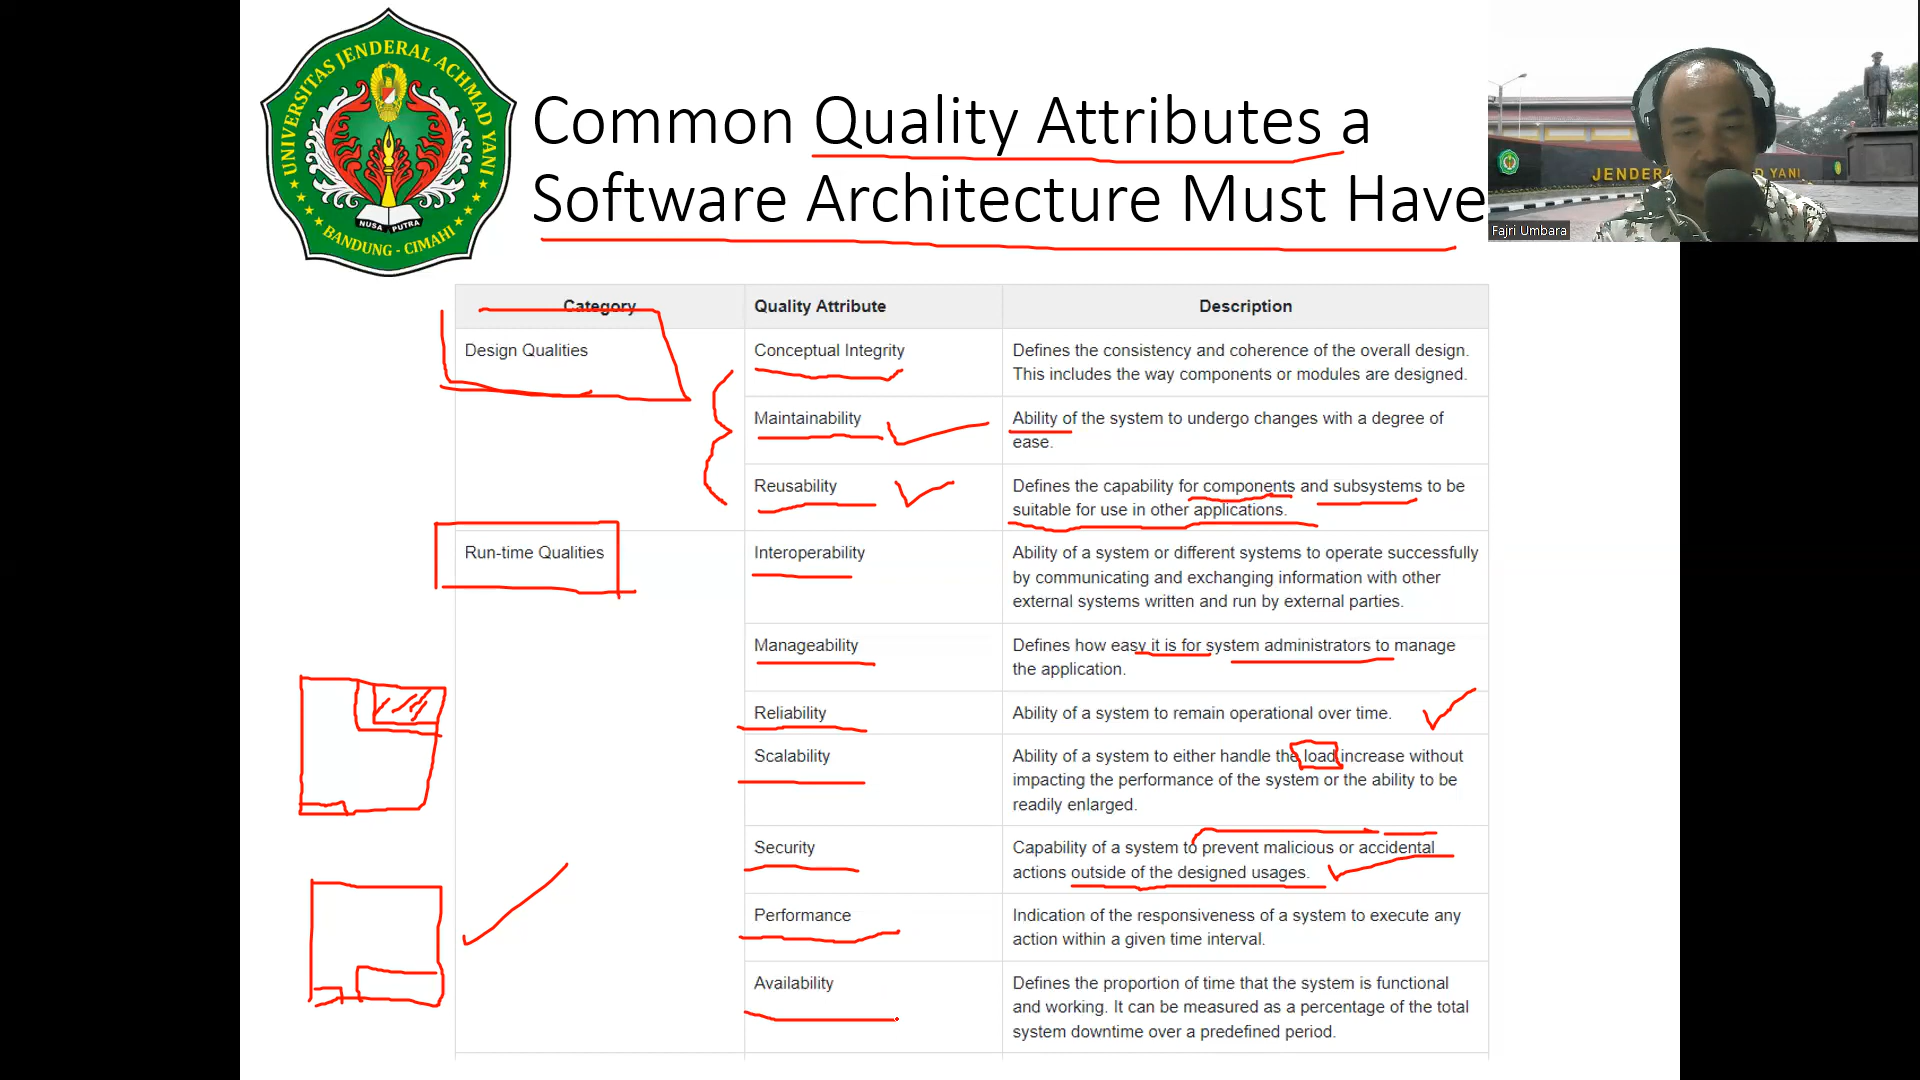 UNIVERSITAS JENDERAL ACHMAD YANI
NUSA PUTRA
BANDUNG - CIMAHI
Common Quality Attributes a
Software Architecture Must Have
JENDERA D YANI
Fajri Umbara
Category Quality Attribute Description
Design Qualities Conceptual Integrity Defines the consistency and coherence of the overall design.
This includes the way components or modules are designed.
Maintainability Ability of the system to undergo changes with a degree of
ease.
Reusability Defines the capability for components and subsystems to be
suitable for use in other applications.
Run-time Qualities Interoperability Ability of a system or different systems to operate successfully
by communicating and exchanging information with other
external systems written and run by external parties.
Manageability Defines how easy it is for system administrators to manage
the application.
Reliability Ability of a system to remain operational over time.
Scalability Ability of a system to either handle the load increase without
impacting the performance of the system or the ability to be
readily enlarged.
Security Capability of a system to prevent malicious or accidental
actions outside of the designed usages.
Performance Indication of the responsiveness of a system to execute any
action within a given time interval.
Availability Defines the proportion of time that the system is functional
and working. It can be measured as a percentage of the total
system downtime over a predefined period.